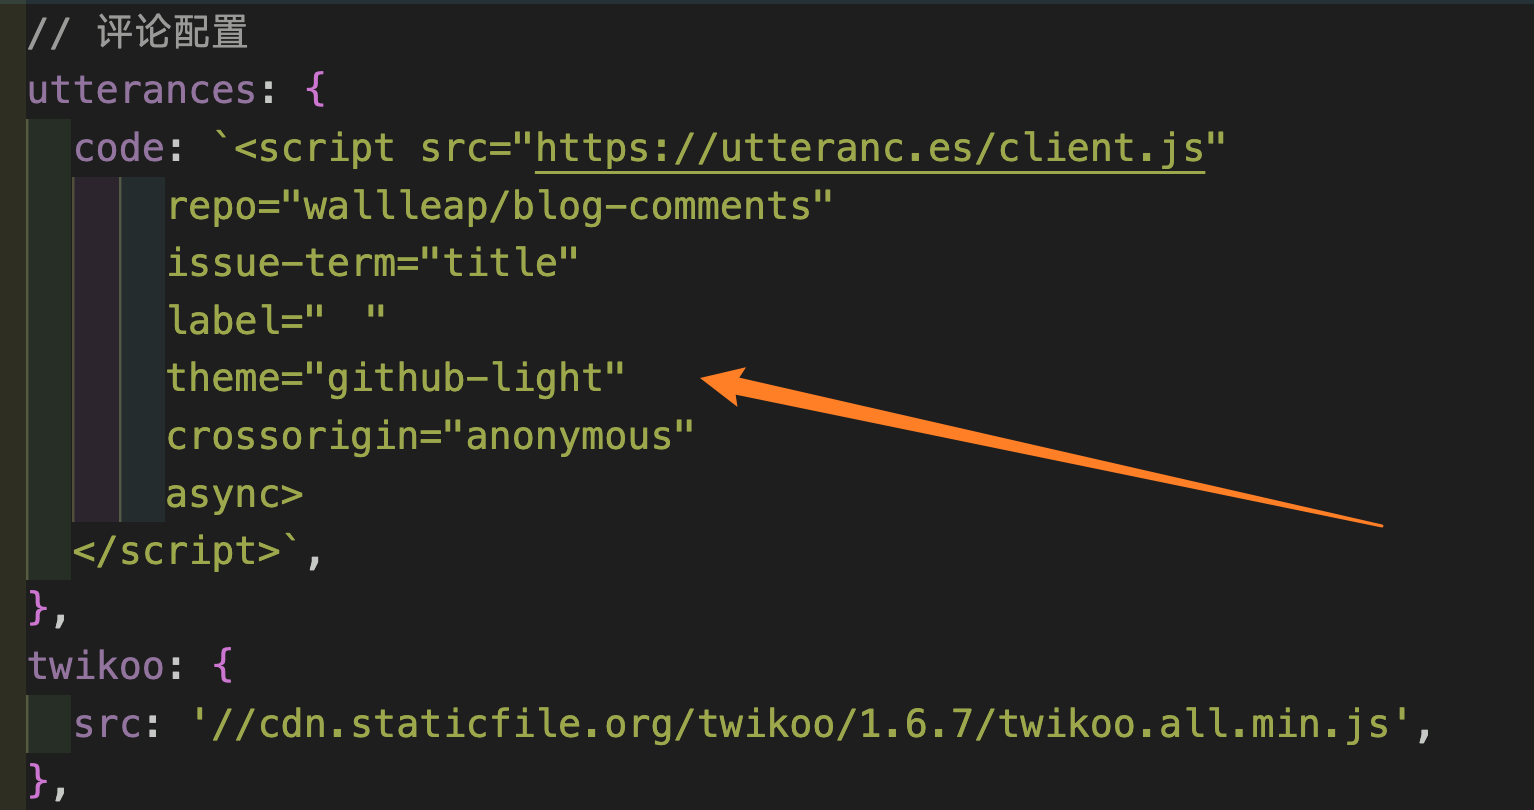 // 评论配置
utterances: {
code: `<script src="https://utteranc.es/client.js"
repo="wallleap/blog-comments"
issue-term="title"
label="  "
theme="github-light"
crossorigin="anonymous"
async>
</script>`,
},
twikoo: {
src: '//cdn.staticfile.org/twikoo/1.6.7/twikoo.all.min.js',
},